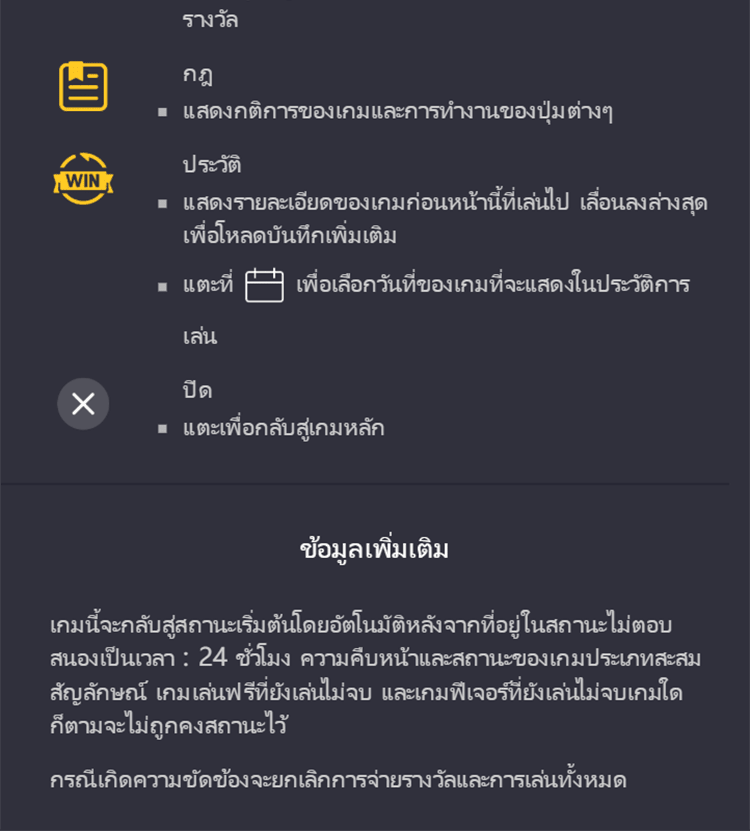 รางวัล
กฎ
▪ แสดงกติการของเกมและการทำงานของปุ่มต่างๆ
WIN
ประวัติ
▪ แสดงรายละเอียดของเกมก่อนหน้านี้ที่เล่นไป เลื่อนลงล่างสุด
เพื่อโหลดบันทึกเพิ่มเติม
▪ แตะที่ เพื่อเลือกวันที่ของเกมที่จะแสดงในประวัติการ
เล่น
ปิด
▪ แตะเพื่อกลับสู่เกมหลัก
ข้อมูลเพิ่มเติม
เกมนี้จะกลับสู่สถานะเริ่มต้นโดยอัตโนมัติหลังจากที่อยู่ในสถานะไม่ตอบ
สนองเป็นเวลา : 24 ชั่วโมง ความคืบหน้าและสถานะของเกมประเภทสะสม
สัญลักษณ์ เกมเล่นฟรีที่ยังเล่นไม่จบ และเกมฟีเจอร์ที่ยังเล่นไม่จบเกมใด
ก็ตามจะไม่ถูกคงสถานะไว้
กรณีเกิดความขัดข้องจะยกเลิกการจ่ายรางวัลและการเล่นทั้งหมด